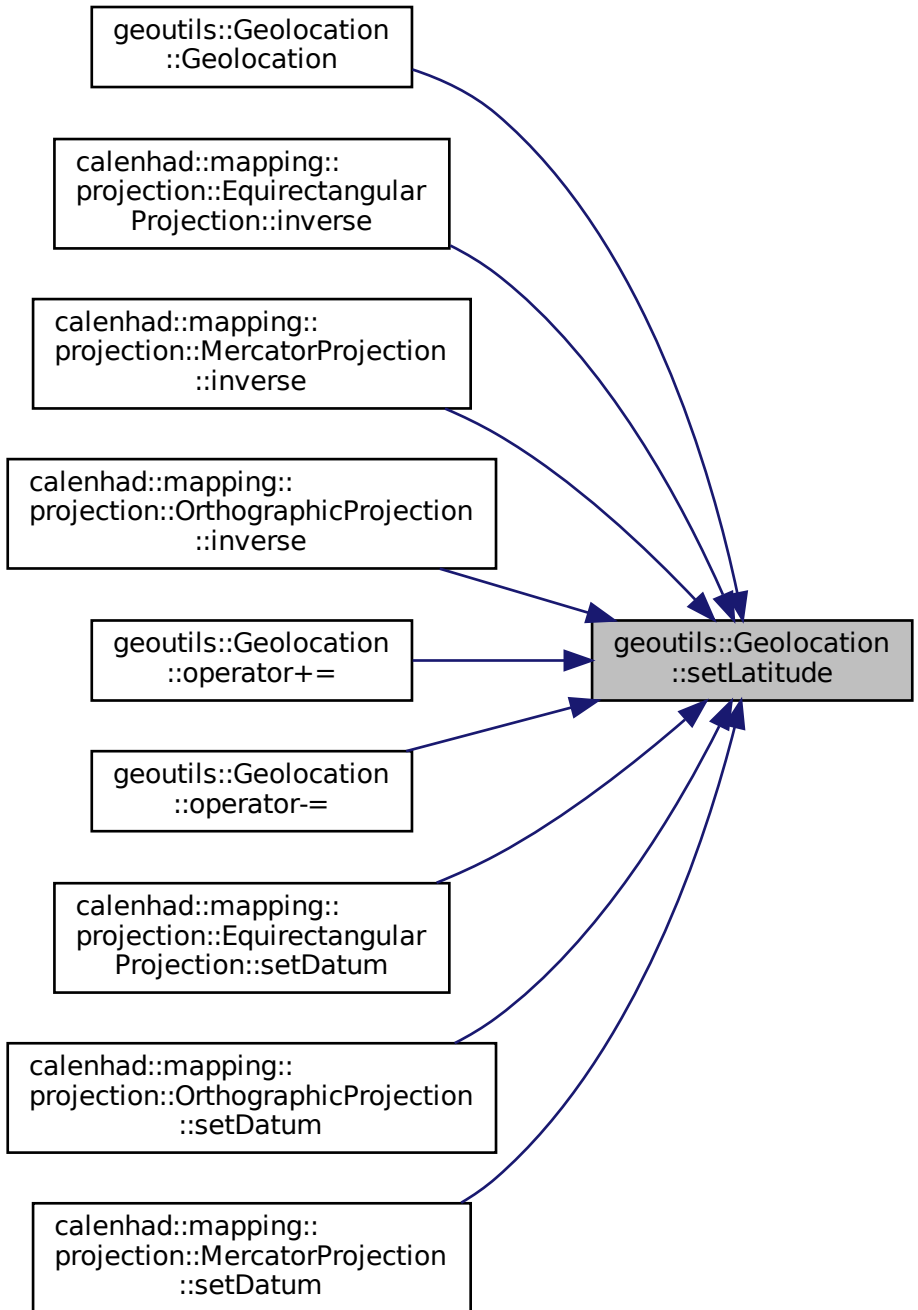 geoutils::Geolocation
::Geolocation
calenhad::mapping::
projection::Equirectangular
Projection::inverse
calenhad::mapping::
projection::MercatorProjection
::inverse
calenhad::mapping::
projection::OrthographicProjection
::inverse
geoutils::Geolocation
::operator+=
geoutils::Geolocation
::setLatitude
geoutils::Geolocation
::operator-=
calenhad::mapping::
projection::Equirectangular
Projection::setDatum
calenhad::mapping::
projection::OrthographicProjection
::setDatum
calenhad::mapping::
projection::MercatorProjection
::setDatum